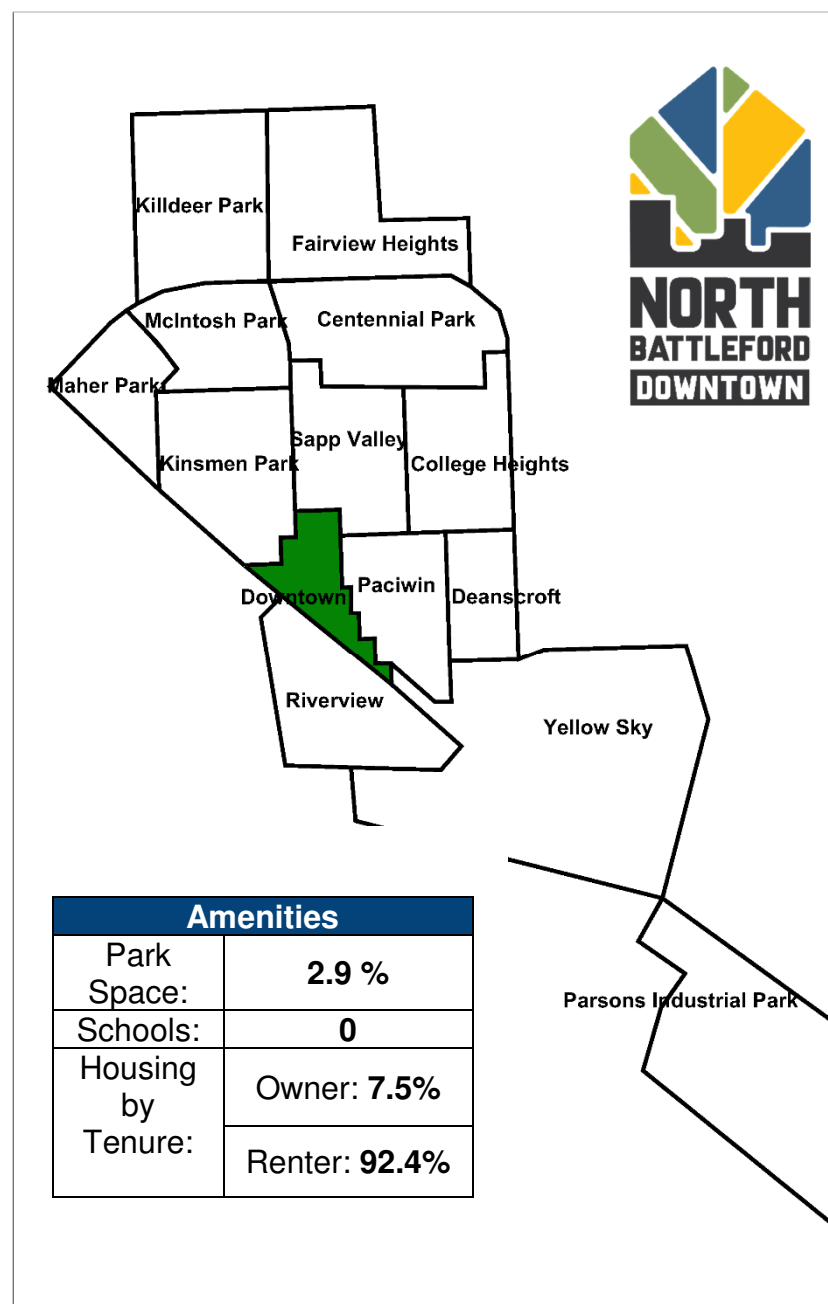 NORTH
BATTLEFORD
DOWNTOWN
Killdeer Park
Fairview Heights
McIntosh Park
Centennial Park
Maher Park
Sapp Valley
Kinsmen Park
College Heights
Downtown
Paciwin
Deanscroft
Riverview
Yellow Sky
Parsons Industrial Park
Amenities
Park
Space:
2.9 %
Schools:
0
Housing
by
Tenure:
Owner: 7.5%
Renter: 92.4%